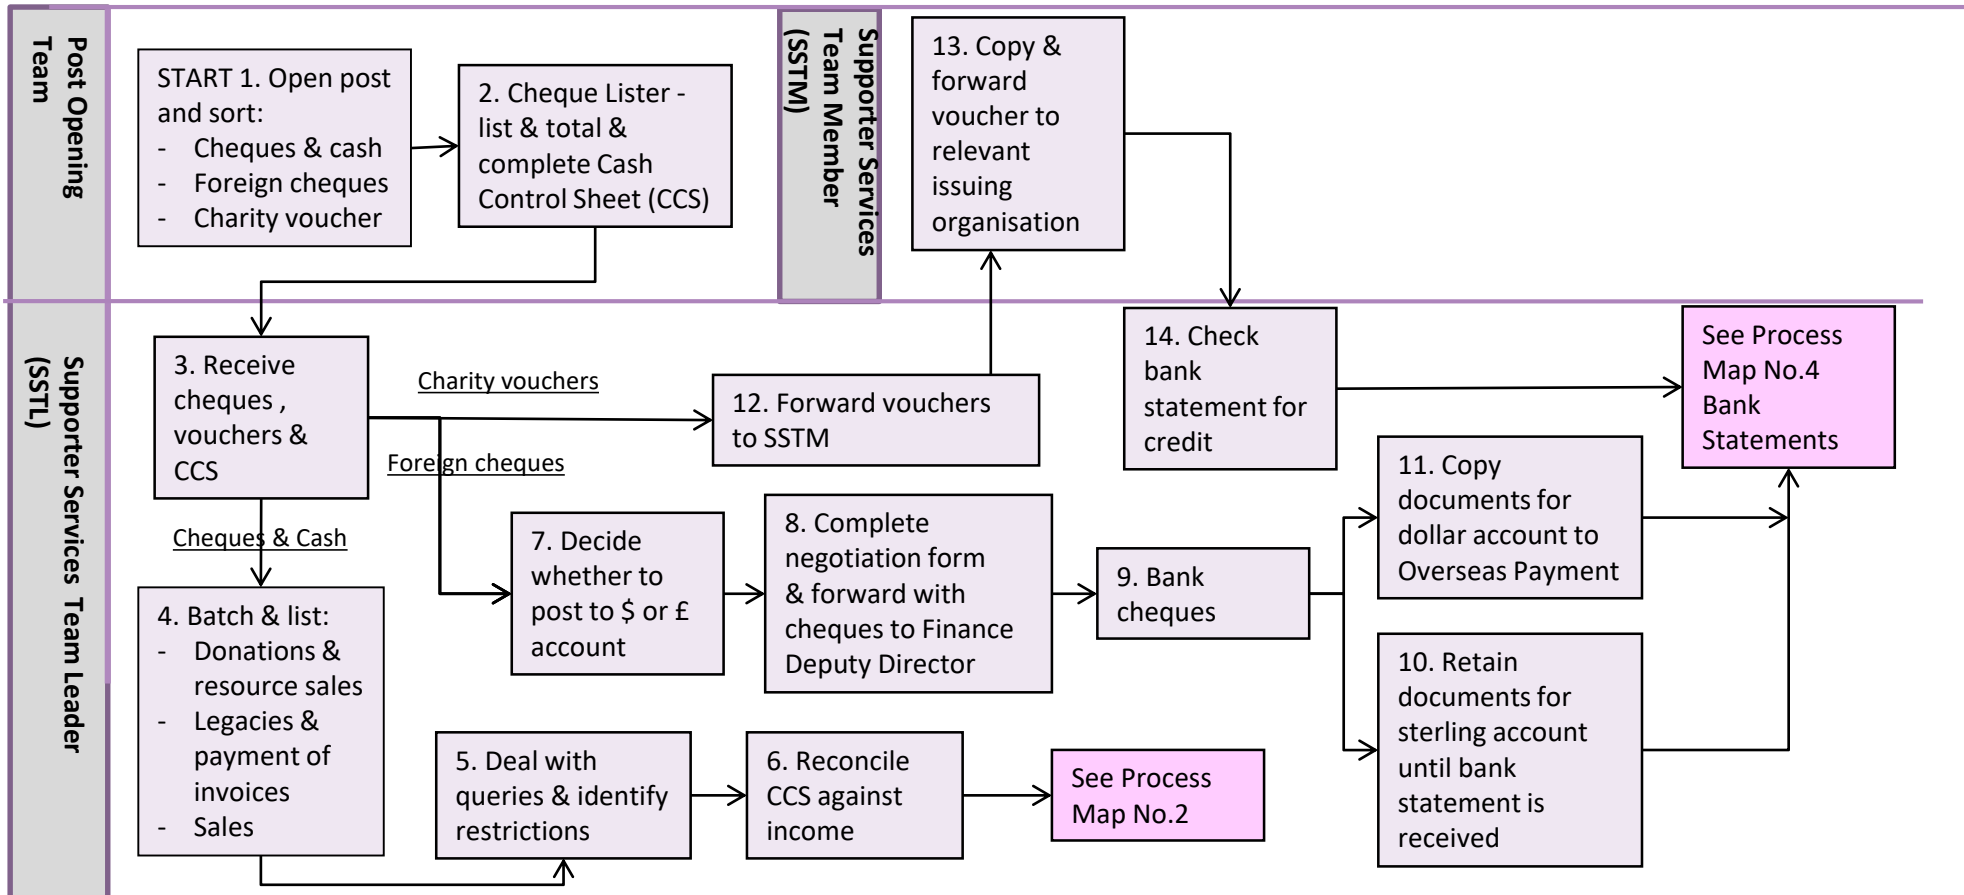 Post Opening
Team
START 1. Open post
and sort:
- Cheques & cash
- Foreign cheques
- Charity voucher
2. Cheque Lister -
list & total &
complete Cash
Control Sheet (CCS)
Supporter Services
Team Member
(SSTM)
13. Copy &
forward
voucher to
relevant
issuing
organisation
Supporter Services  Team Leader
(SSTL)
3. Receive
cheques ,
vouchers &
CCS
Charity vouchers
Foreign cheques
Cheques & Cash
12. Forward vouchers
to SSTM
14. Check
bank
statement for
credit
See Process
Map No.4
Bank
Statements
4. Batch & list:
- Donations &
resource sales
- Legacies &
payment of
invoices
- Sales
5. Deal with
queries & identify
restrictions
6. Reconcile
CCS against
income
See Process
Map No.2
7. Decide
whether to
post to $ or £
account
8. Complete
negotiation form
& forward with
cheques to Finance
Deputy Director
9. Bank
cheques
11. Copy
documents for
dollar account to
Overseas Payment
10. Retain
documents for
sterling account
until bank
statement is
received